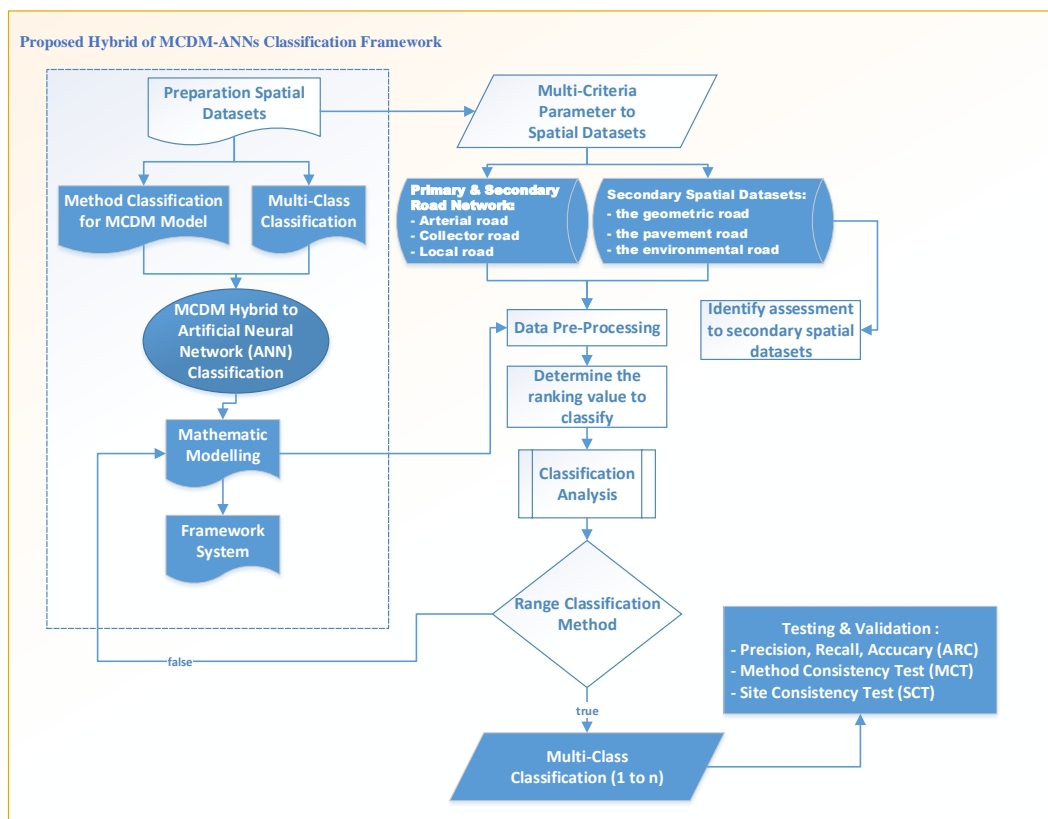 Proposed Hybrid of MCDM-ANNs Classification Framework
Preparation Spatial
Datasets
Multi-Criteria
Parameter to
Spatial Datasets
Method Classification
for MCDM Model
Multi-Class
Classification
Primary & Secondary
Road Network:
- Arterial road
- Collector road
- Local road
Secondary Spatial Datasets:
- the geometric road
- the pavement road
- the environmental road
MCDM Hybrid to
Artificial Neural
Network (ANN)
Classification
Data Pre-Processing
Identify assessment
to secondary spatial
datasets
Determine the
ranking value to
classify
Mathematic
Modelling
Classification
Analysis
Framework
System
Range Classification
Method
false
true
Testing & Validation :
- Precision, Recall, Accucary (ARC)
- Method Consistency Test (MCT)
- Site Consistency Test (SCT)
Multi-Class
Classification (1 to n)